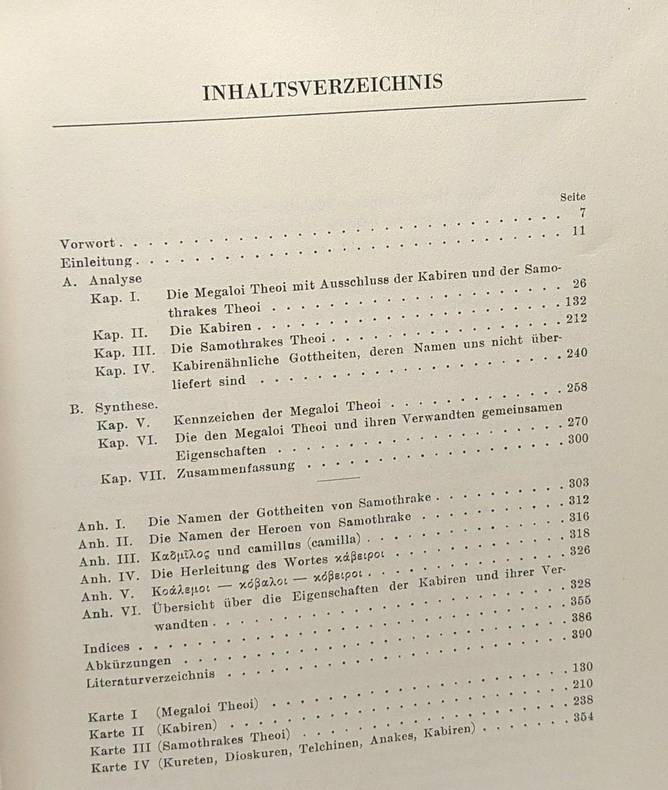 INHALTSVERZEICHNIS
Seite
Vorwort . . . . . . . . . . 7
Einleitung . . . . . . . . . . 11
A. Analyse
Kap. I. Die Megaloi Theoi mit Ausschluss der Kabiren und der Samo-
thrakes Theoi . . . . . . . . . . 26
Kap. II. Die Kabiren . . . . . . . . . . 132
Kap. III. Die Samothrakes Theoi . . . . . . . . . . 212
Kap. IV. Kabirenähnliche Gottheiten, deren Namen uns nicht über-
liefert sind . . . . . . . . . . 240
B. Synthese.
Kap. V. Kennzeichen der Megaloi Theoi . . . . . . . . . . 258
Kap. VI. Die den Megaloi Theoi und ihren Verwandten gemeinsamen
Eigenschaften . . . . . . . . . . 270
Kap. VII. Zusammenfassung . . . . . . . . . . 300
Anh. I. Die Namen der Gottheiten von Samothrake . . . . . . . . . . 303
Anh. II. Die Namen der Heroen von Samothrake . . . . . . . . . . 312
Anh. III. Καδμῖλος und camillus (camilla) . . . . . . . . . . 316
Anh. IV. Die Herleitung des Wortes κάβειροι . . . . . . . . . . 318
Anh. V. Κοάλεμοι — κόβαλοι — κόβειροι . . . . . . . . . . 326
Anh. VI. Übersicht über die Eigenschaften der Kabiren und ihrer Ver-
wandten . . . . . . . . . . 328
Indices . . . . . . . . . . 355
Abkürzungen . . . . . . . . . . 386
Literaturverzeichnis . . . . . . . . . . 390
Karte I (Megaloi Theoi) . . . . . . . . . . 130
Karte II (Kabiren) . . . . . . . . . . 210
Karte III (Samothrakes Theoi) . . . . . . . . . . 238
Karte IV (Kureten, Dioskuren, Telchinen, Anakes, Kabiren) . . . . . . . 354